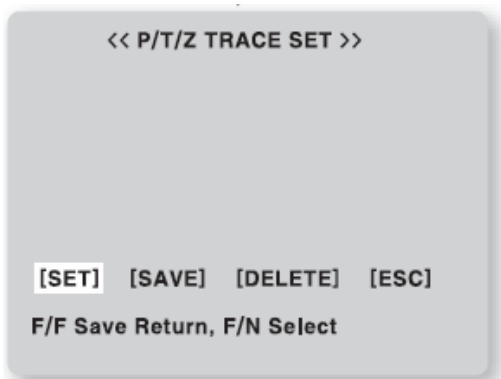 << P/T/Z TRACE SET >>
[SET] [SAVE] [DELETE] [ESC]
F/F Save Return, F/N Select